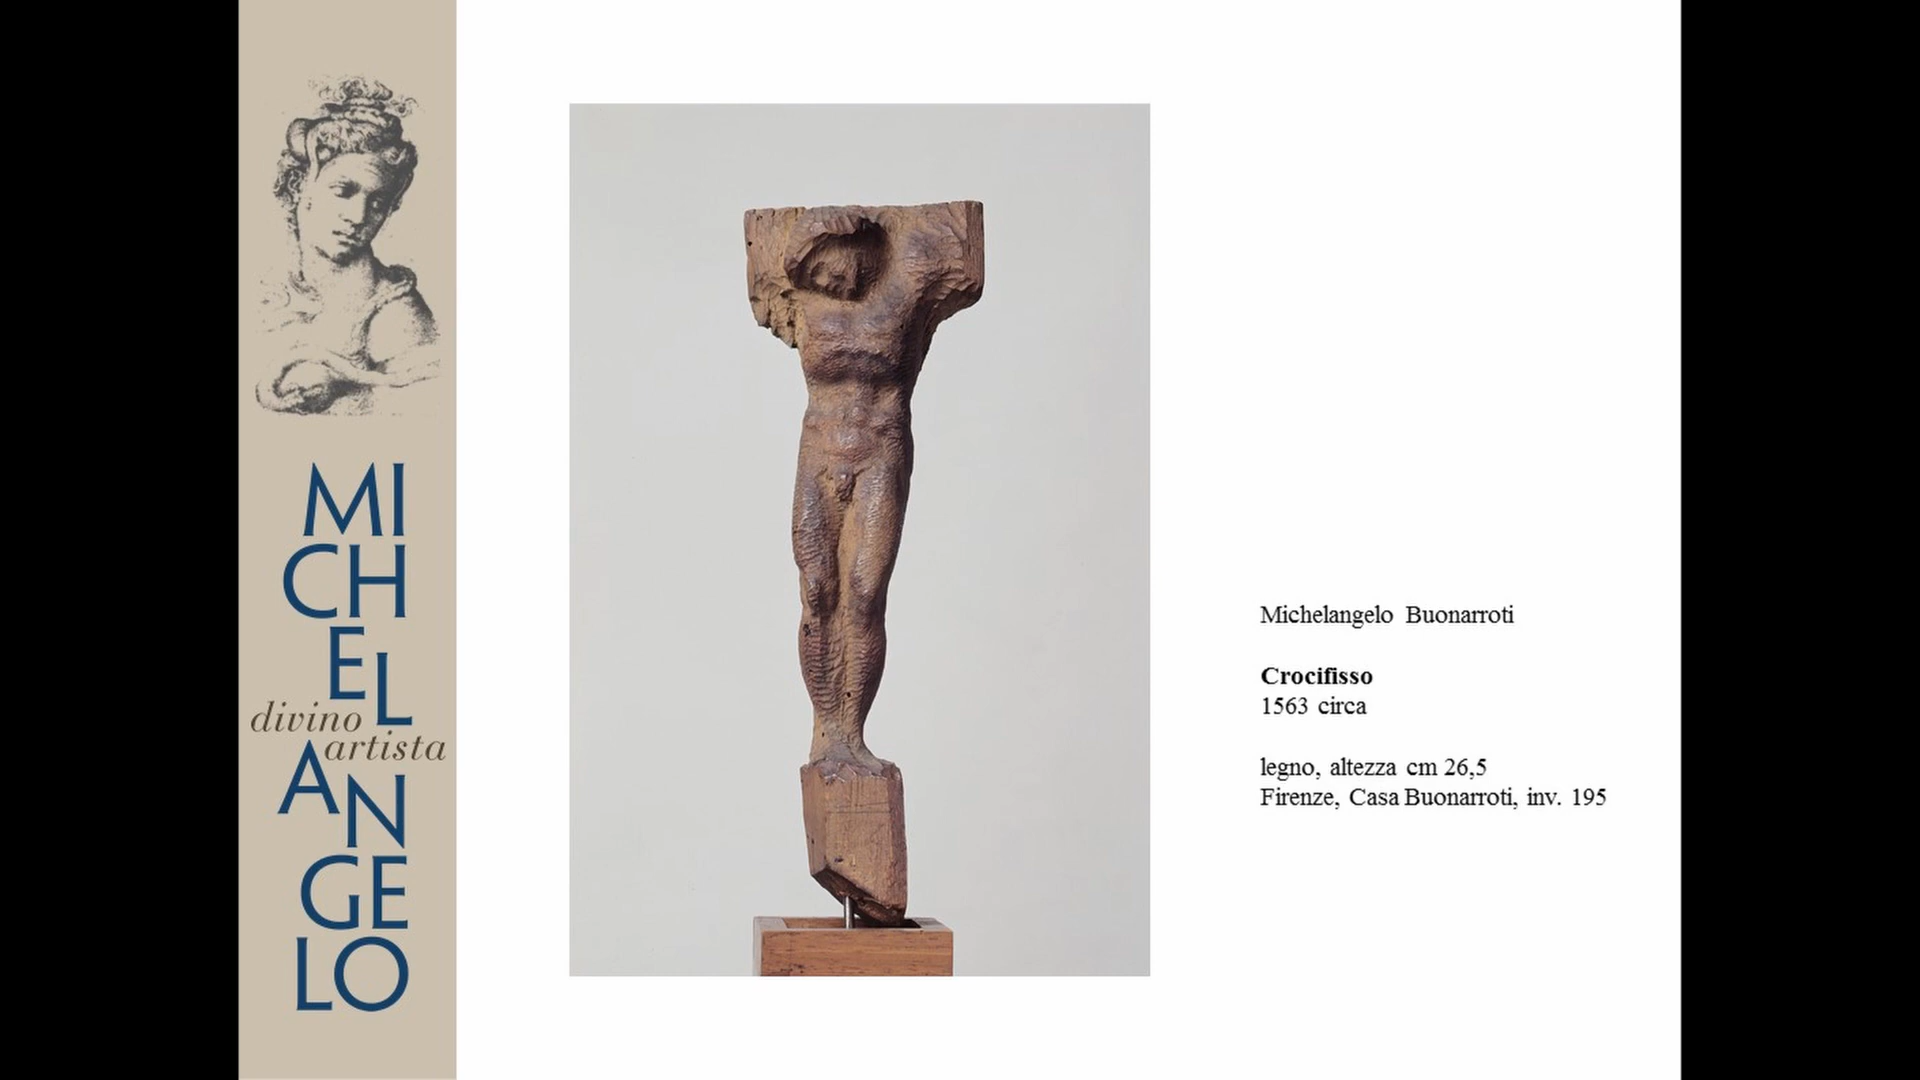 MI
CH
EL
divino
artista
AN
GE
LO
Michelangelo Buonarroti
Crocifisso
1563 circa
legno, altezza cm 26,5
Firenze, Casa Buonarroti, inv. 195